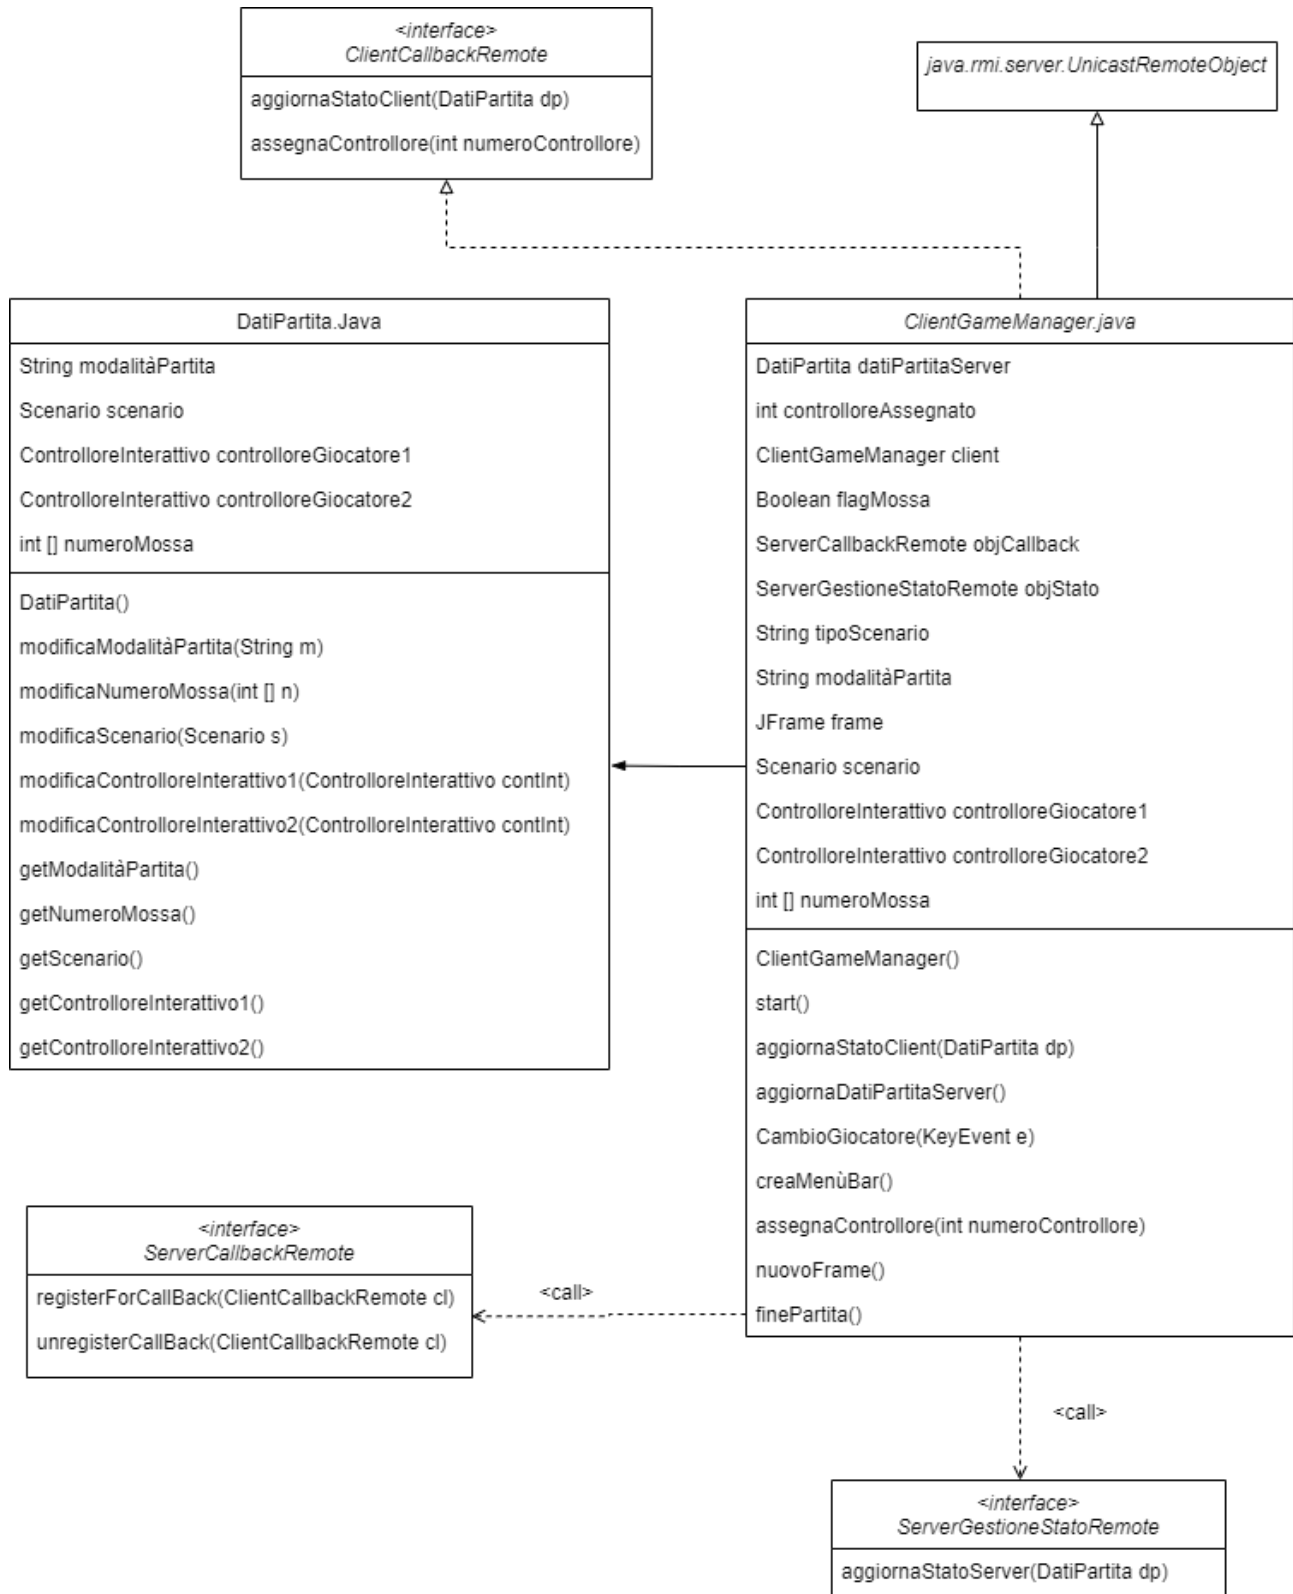 <interface>
ClientCallbackRemote
aggiornaStatoClient(DatiPartita dp)
assegnaControllore(int numeroControllore)
java.rmi.server.UnicastRemoteObject
DatiPartita.Java
String modalitàPartita
Scenario scenario
ControlloreInterattivo controlloreGiocatore1
ControlloreInterattivo controlloreGiocatore2
int [] numeroMossa
DatiPartita()
modificaModalitàPartita(String m)
modificaNumeroMossa(int [] n)
modificaScenario(Scenario s)
modificaControlloreInterattivo1(ControlloreInterattivo contInt)
modificaControlloreInterattivo2(ControlloreInterattivo contInt)
getModalitàPartita()
getNumeroMossa()
getScenario()
getControlloreInterattivo1()
getControlloreInterattivo2()
ClientGameManager.java
DatiPartita datiPartitaServer
int controlloreAssegnato
ClientGameManager client
Boolean flagMossa
ServerCallbackRemote objCallback
ServerGestioneStatoRemote objStato
String tipoScenario
String modalitàPartita
JFrame frame
Scenario scenario
ControlloreInterattivo controlloreGiocatore1
ControlloreInterattivo controlloreGiocatore2
int [] numeroMossa
ClientGameManager()
start()
aggiornaStatoClient(DatiPartita dp)
aggiornaDatiPartitaServer()
CambioGiocatore(KeyEvent e)
creaMenùBar()
assegnaControllore(int numeroControllore)
nuovoFrame()
finePartita()
<interface>
ServerCallbackRemote
registerForCallBack(ClientCallbackRemote cl)
unregisterCallBack(ClientCallbackRemote cl)
<call>
<call>
<interface>
ServerGestioneStatoRemote
aggiornaStatoServer(DatiPartita dp)